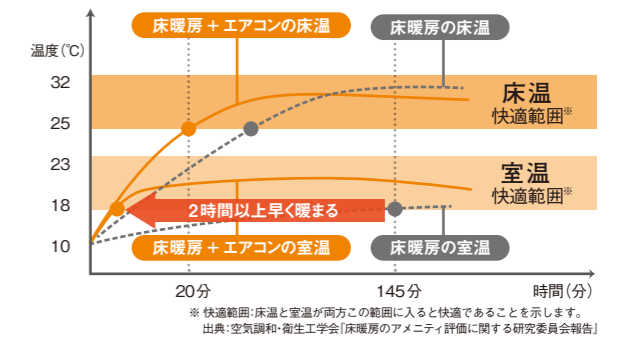 床暖房＋エアコンの床温
床暖房の床温
温度(℃)
32
床温
快適範囲※
25
23
室温
快適範囲※
18
2時間以上早く暖まる
10
床暖房＋エアコンの室温
床暖房の室温
20分
145分
時間(分)
※ 快適範囲：床温と室温が両方この範囲に入ると快適であることを示します。
出典：空気調和・衛生工学会『床暖房のアメニティ評価に関する研究委員会報告』